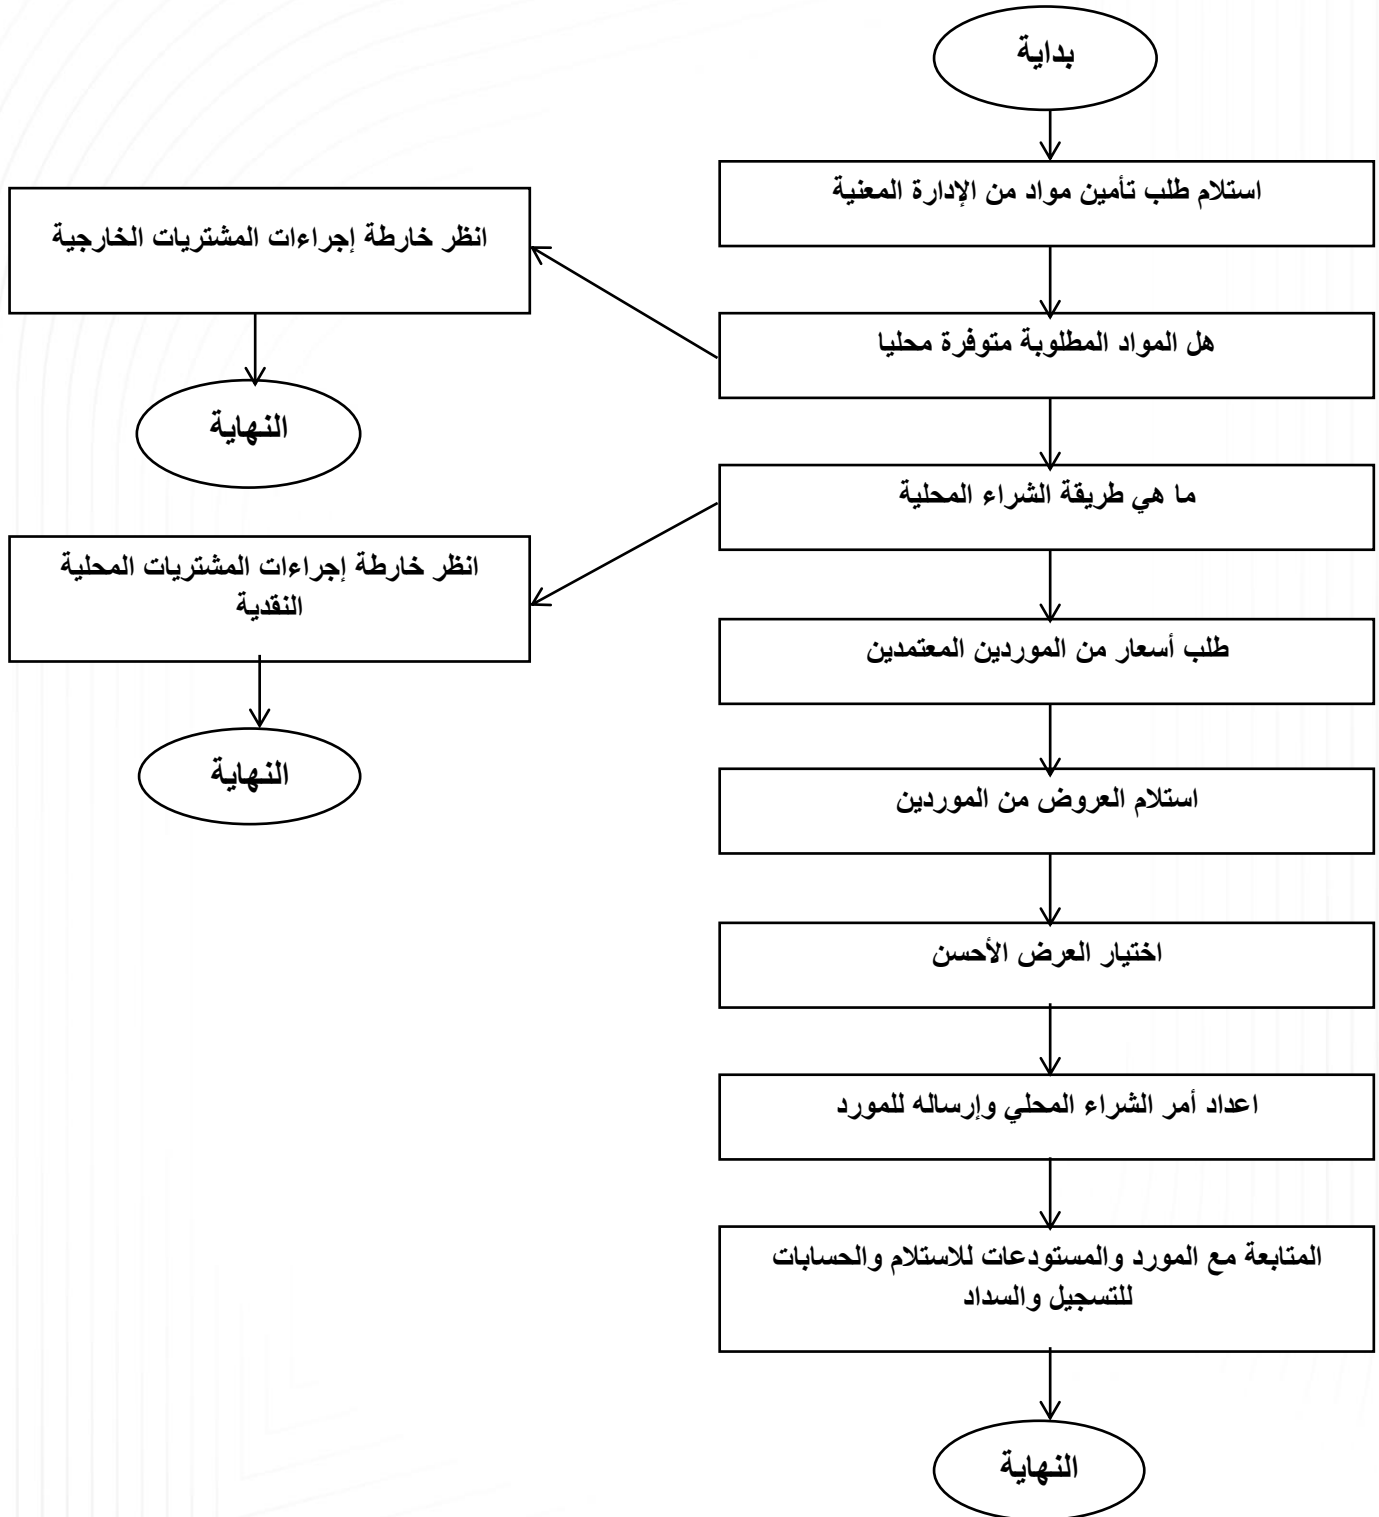 بداية
استلام طلب تأمين مواد من الإدارة المعنية
انظر خارطة إجراءات المشتريات الخارجية
هل المواد المطلوبة متوفرة محليا
النهاية
ما هي طريقة الشراء المحلية
انظر خارطة إجراءات المشتريات المحلية
النقدية
طلب أسعار من الموردين المعتمدين
النهاية
استلام العروض من الموردين
اختيار العرض الأحسن
اعداد أمر الشراء المحلي وإرساله للمورد
المتابعة مع المورد والمستودعات للاستلام والحسابات
للتسجيل والسداد
النهاية